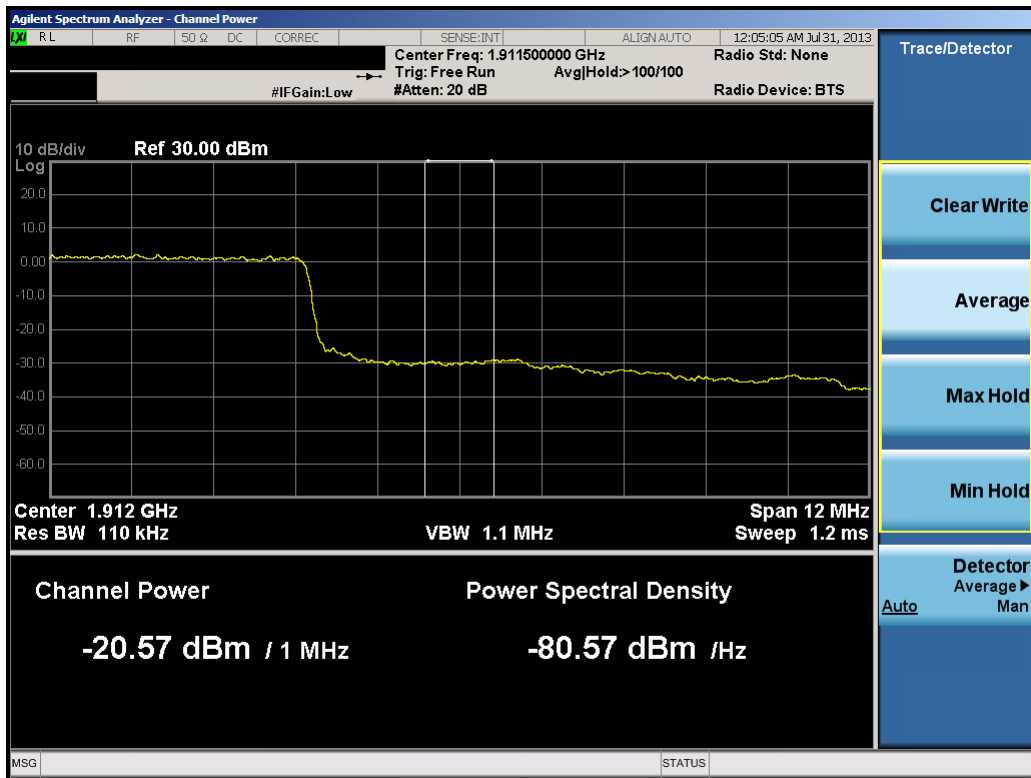 Agilent Spectrum Analyzer - Channel Power
LXI RL RF 50 Ω DC CORREC SENSE:INT ALIGN AUTO 12:05:05 AM Jul 31, 2013
Center Freq: 1.911500000 GHz Radio Std: None
Trig: Free Run Avg|Hold:>100/100
#IFGain:Low #Atten: 20 dB Radio Device: BTS
Trace/Detector
10 dB/div Ref 30.00 dBm
Log
20.0
10.0
0.00
-10.0
-20.0
-30.0
-40.0
-50.0
-60.0
Center 1.912 GHz Span 12 MHz
Res BW 110 kHz VBW 1.1 MHz Sweep 1.2 ms
Channel Power Power Spectral Density
-20.57 dBm / 1 MHz -80.57 dBm /Hz
Clear Write
Average
Max Hold
Min Hold
Detector
Average ▶
Auto Man
MSG STATUS